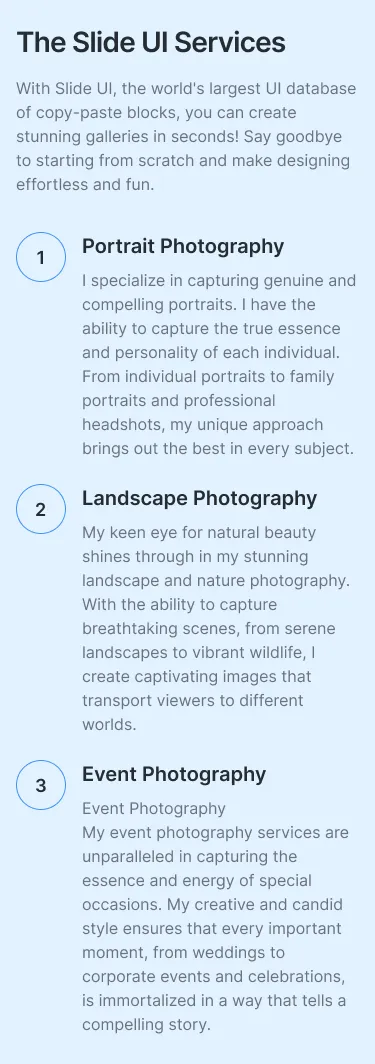 The Slide UI Services
With Slide UI, the world's largest UI database
of copy-paste blocks, you can create
stunning galleries in seconds! Say goodbye
to starting from scratch and make designing
effortless and fun.
1
Portrait Photography
I specialize in capturing genuine and
compelling portraits. I have the
ability to capture the true essence
and personality of each individual.
From individual portraits to family
portraits and professional
headshots, my unique approach
brings out the best in every subject.
2
Landscape Photography
My keen eye for natural beauty
shines through in my stunning
landscape and nature photography.
With the ability to capture
breathtaking scenes, from serene
landscapes to vibrant wildlife, I
create captivating images that
transport viewers to different
worlds.
3
Event Photography
Event Photography
My event photography services are
unparalleled in capturing the
essence and energy of special
occasions. My creative and candid
style ensures that every important
moment, from weddings to
corporate events and celebrations,
is immortalized in a way that tells a
compelling story.